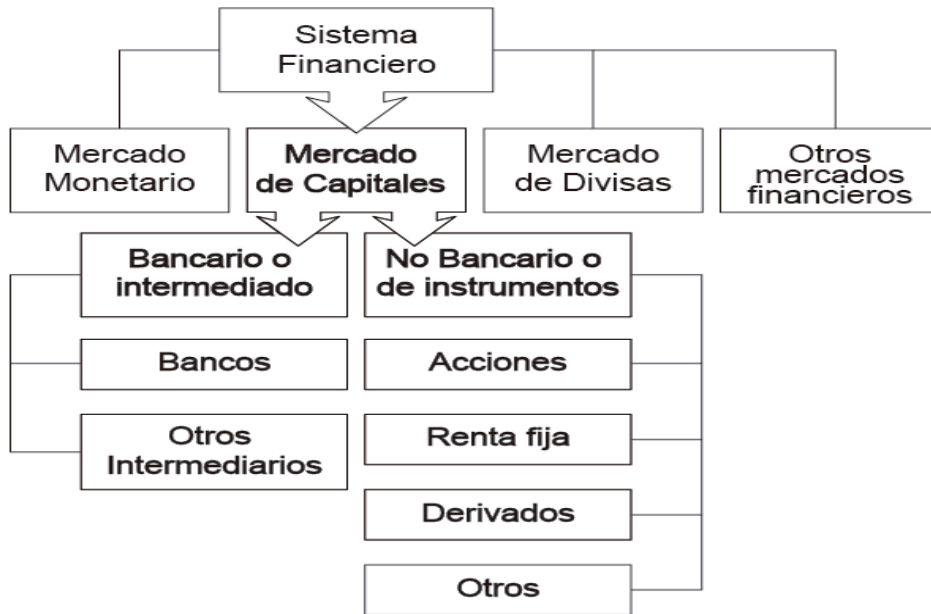 Sistema
Financiero
Mercado
Monetario
Mercado
de Capitales
Mercado
de Divisas
Otros
mercados
financieros
Bancario o
intermediado
Bancos
Otros
Intermediarios
No Bancario o
de instrumentos
Acciones
Renta fija
Derivados
Otros